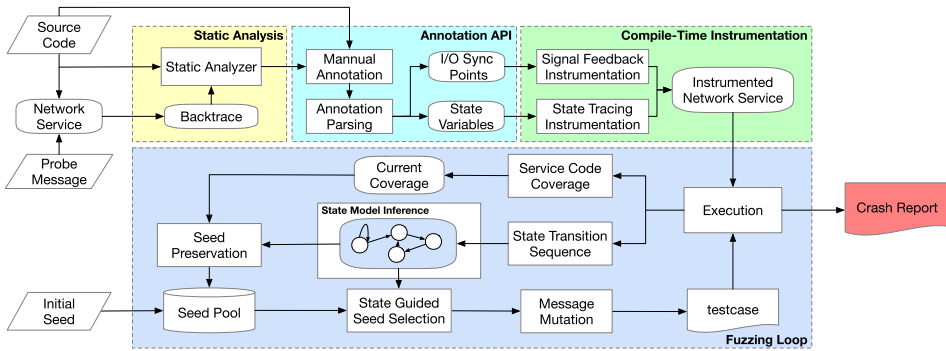 Source
Code
Static Analysis
Annotation API
Compile-Time Instrumentation
Static Analyzer
Mannual
Annotation
I/O Sync
Points
Signal Feedback
Instrumentation
Instrumented
Network Service
Network
Service
Backtrace
Annotation
Parsing
State
Variables
State Tracing
Instrumentation
Probe
Message
Current
Coverage
Service Code
Coverage
Execution
Crash Report
State Model Inference
Seed
Preservation
State Transition
Sequence
Initial
Seed
Seed Pool
State Guided
Seed Selection
Message
Mutation
testcase
Fuzzing Loop